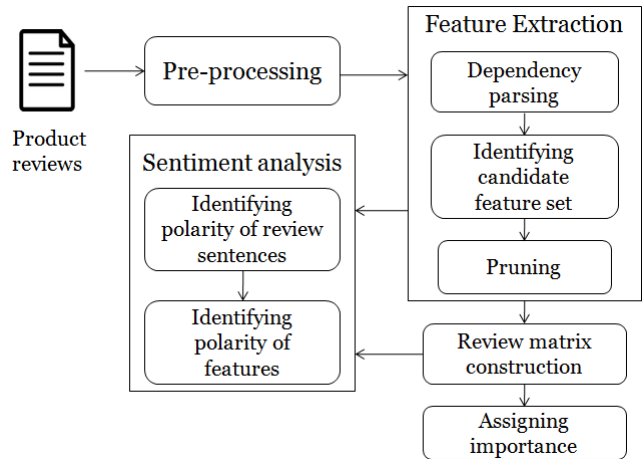 Product
reviews
Pre-processing
Feature Extraction
Dependency
parsing
Identifying
candidate
feature set
Pruning
Sentiment analysis
Identifying
polarity of review
sentences
Identifying
polarity of
features
Review matrix
construction
Assigning
importance